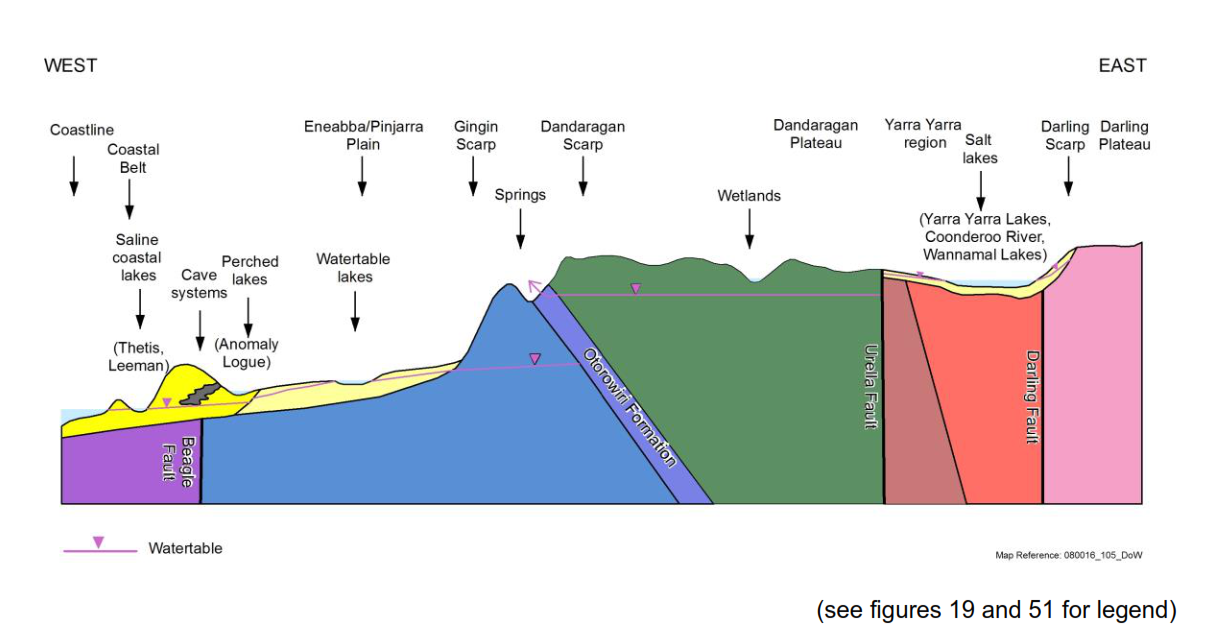 WEST
EAST
Coastline
Coastal
Belt
Eneabba/Pinjarra
Plain
Gingin
Scarp
Dandaragan
Scarp
Dandaragan
Plateau
Yarra Yarra
region
Salt
lakes
Darling
Scarp
Darling
Plateau
Springs
Wetlands
Saline
coastal
lakes
Cave
systems
Perched
lakes
Watertable
lakes
(Yarra Yarra Lakes,
Coonderoo River,
Wannamal Lakes)
(Thetis,
Leeman)
(Anomaly
Logue)
Beagle
Fault
Otorowiri Formation
Urella Fault
Darling Fault
Watertable
Map Reference: 080016_105_DoW
(see figures 19 and 51 for legend)